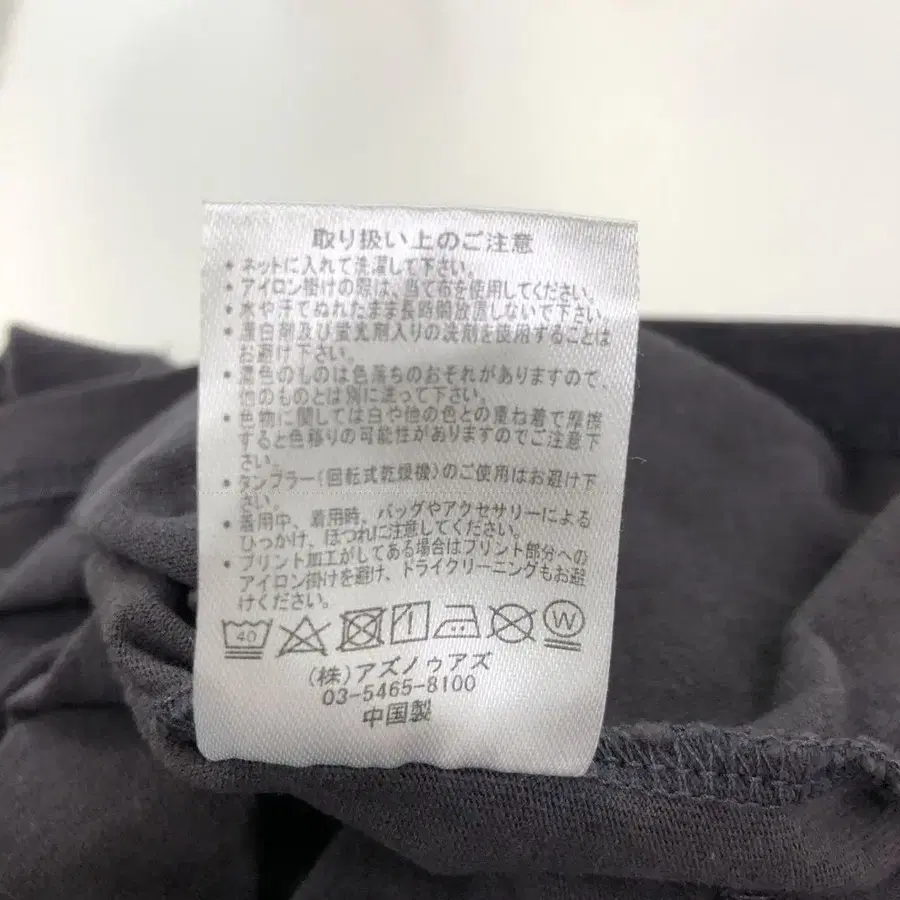 取り扱い上のご注意
• ネットに入れて洗濯して下さい。
• アイロン掛けの際は、当て布を使用してください。
• 水や汗でぬれたまま長時間放置しないで下さい。
• 漂白剤及び蛍光剤入りの洗剤を使用することは
お避け下さい。
• 濃色のものは色落ちのおそれがありますので、
他のものとは別に洗って下さい。
• 色物に関しては白や他の色との重ね着で摩擦
すると色移りの可能性がありますのでご注意下
さい。
• タンブラー(回転式乾燥機)のご使用はお避け下
さい。
• 着用中、着用時、バッグやアクセサリーによる
ひっかけ、ほつれに注意してください。
• プリント加工がしてある場合はプリント部分への
アイロン掛けを避け、ドライクリーニングもお避
けください。
40 W
(株)アズノゥアズ
03-5465-8100
中国製